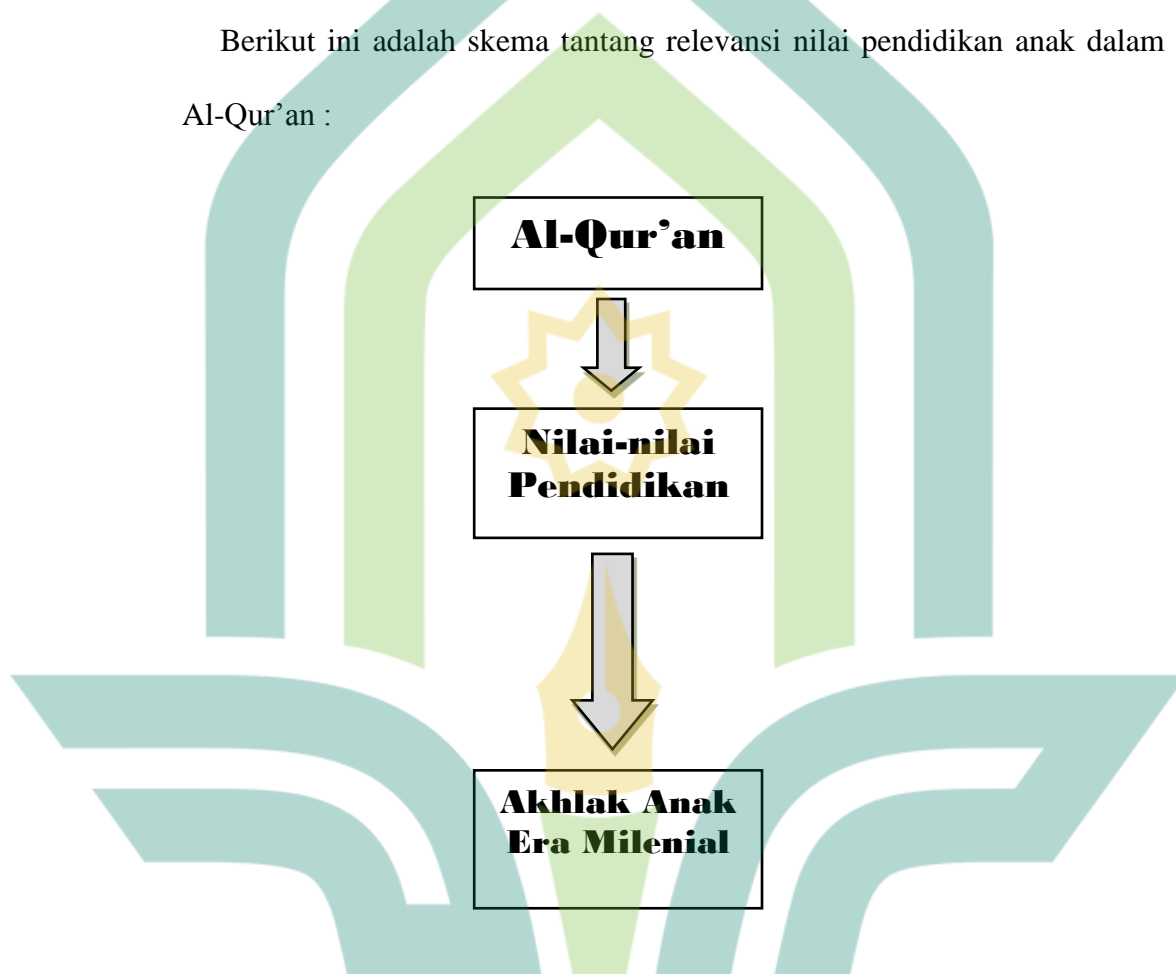 Berikut ini adalah skema tantang relevansi nilai pendidikan anak dalam
Al-Qur’an :
Al-Qur’an
Nilai-nilai
Pendidikan
Akhlak Anak
Era Milenial